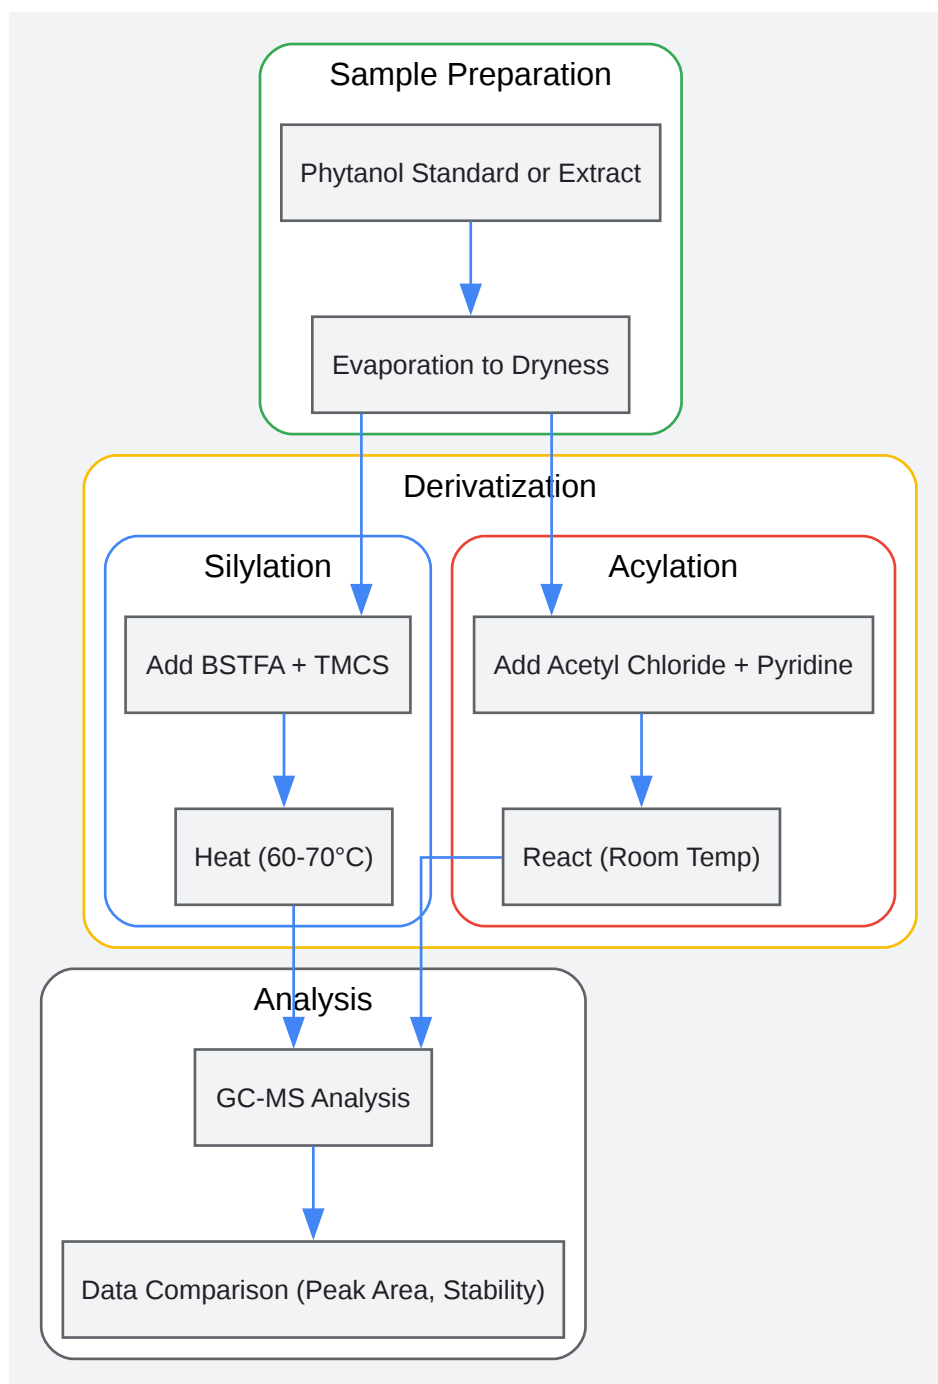 Sample Preparation
Phytanol Standard or Extract
Evaporation to Dryness
Derivatization
Silylation
Acylation
Add BSTFA + TMCS
Add Acetyl Chloride + Pyridine
Heat (60-70°C)
React (Room Temp)
Analysis
GC-MS Analysis
Data Comparison (Peak Area, Stability)